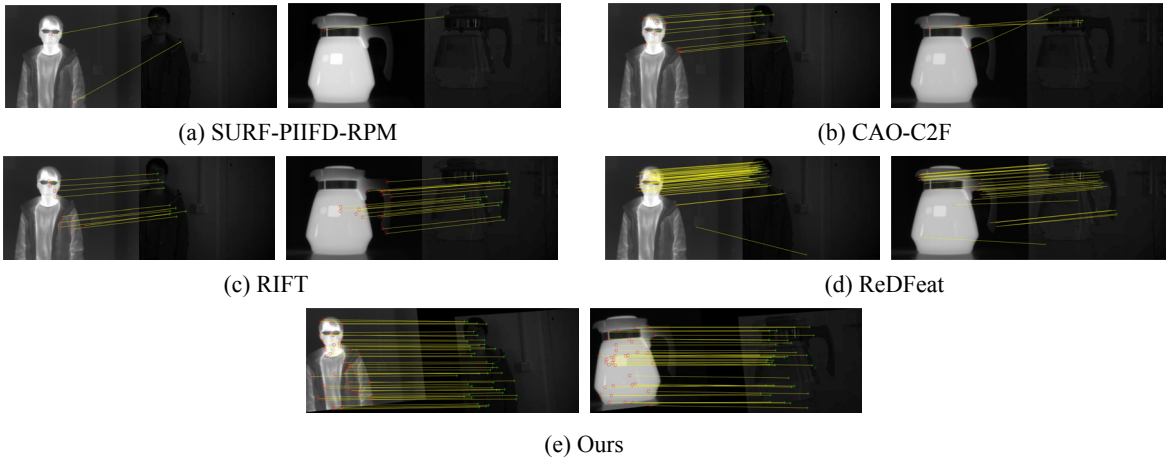 (a) SURF-PIIFD-RPM
(b) CAO-C2F
(c) RIFT
(d) ReDFeat
(e) Ours